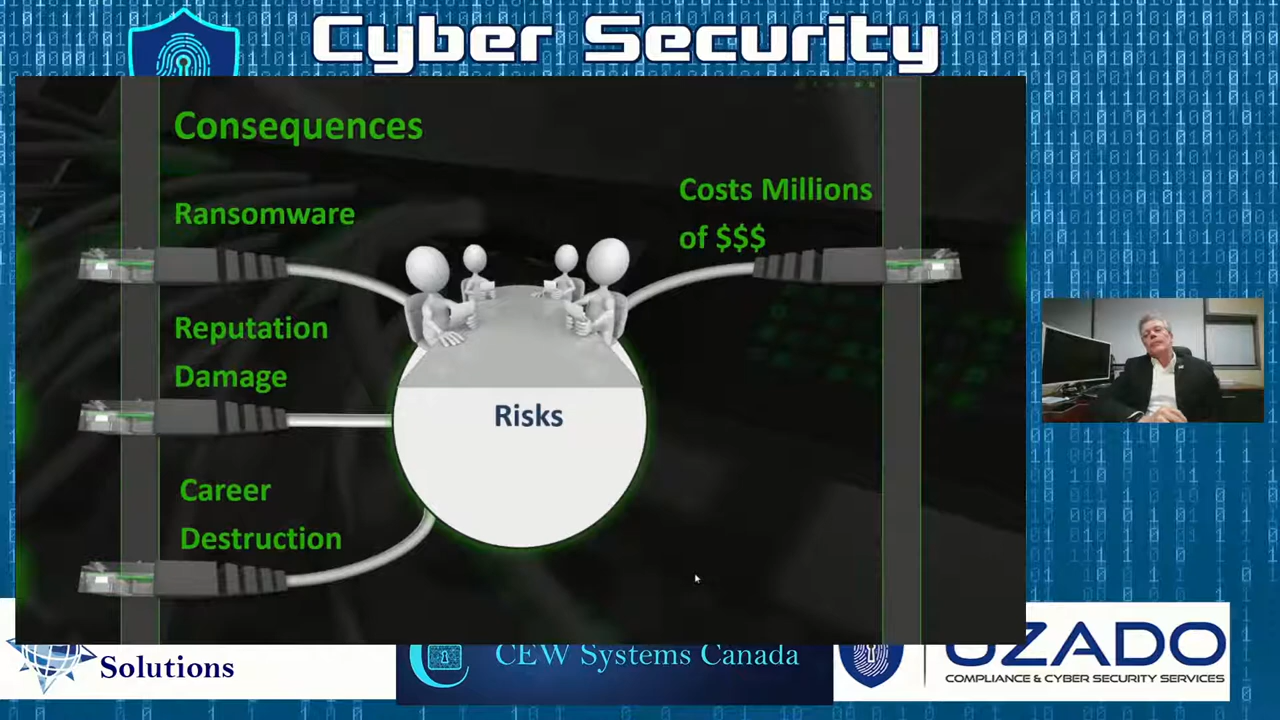 Cyber Security
Consequences
Ransomware
Costs Millions
of $$$
Reputation
Damage
Risks
Career
Destruction
Solutions
CEW Systems Canada
UZADO
COMPLIANCE & CYBER SECURITY SERVICES